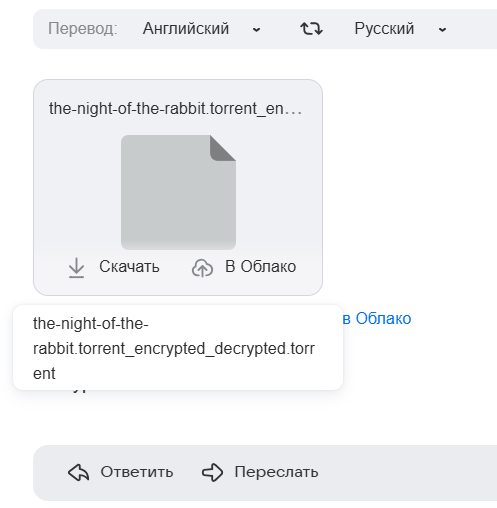 Перевод: Английский Русский
the-night-of-the-rabbit.torrent_en...
Скачать В Облако
в Облако
the-night-of-the-
rabbit.torrent_encrypted_decrypted.torr
ent
Ответить Переслать